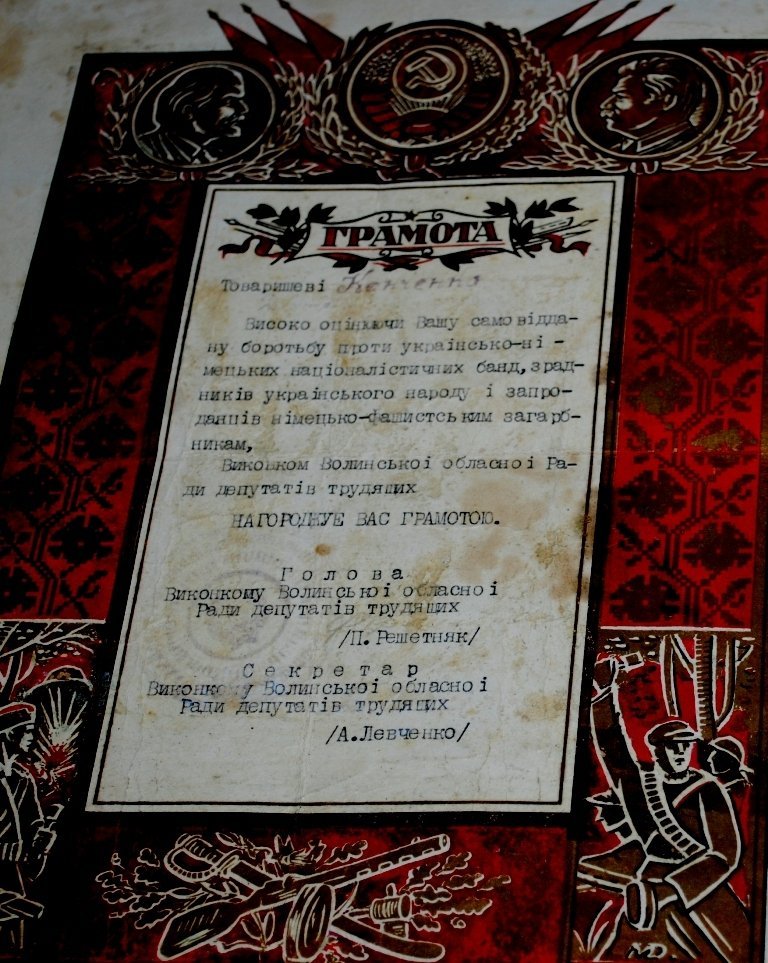 ГРАМОТА
Товаришеві
Високо оцінюючи Вашу самовідда-
ну боротьбу проти українсько-ні-
мецьких націоналістичних банд, зрад-
ників українського народу і запро-
данців німецько-фашистським загарб-
никам,
Виконком Волинської обласної Ра-
ди депутатів трудящих
НАГОРОДЖУЄ ВАС ГРАМОТОЮ.
Голова
Виконкому Волинської обласної
Ради депутатів трудящих
/П.Решетняк/
Секретар
Виконкому Волинської обласної
Ради депутатів трудящих
/А.Левченко/
MD.